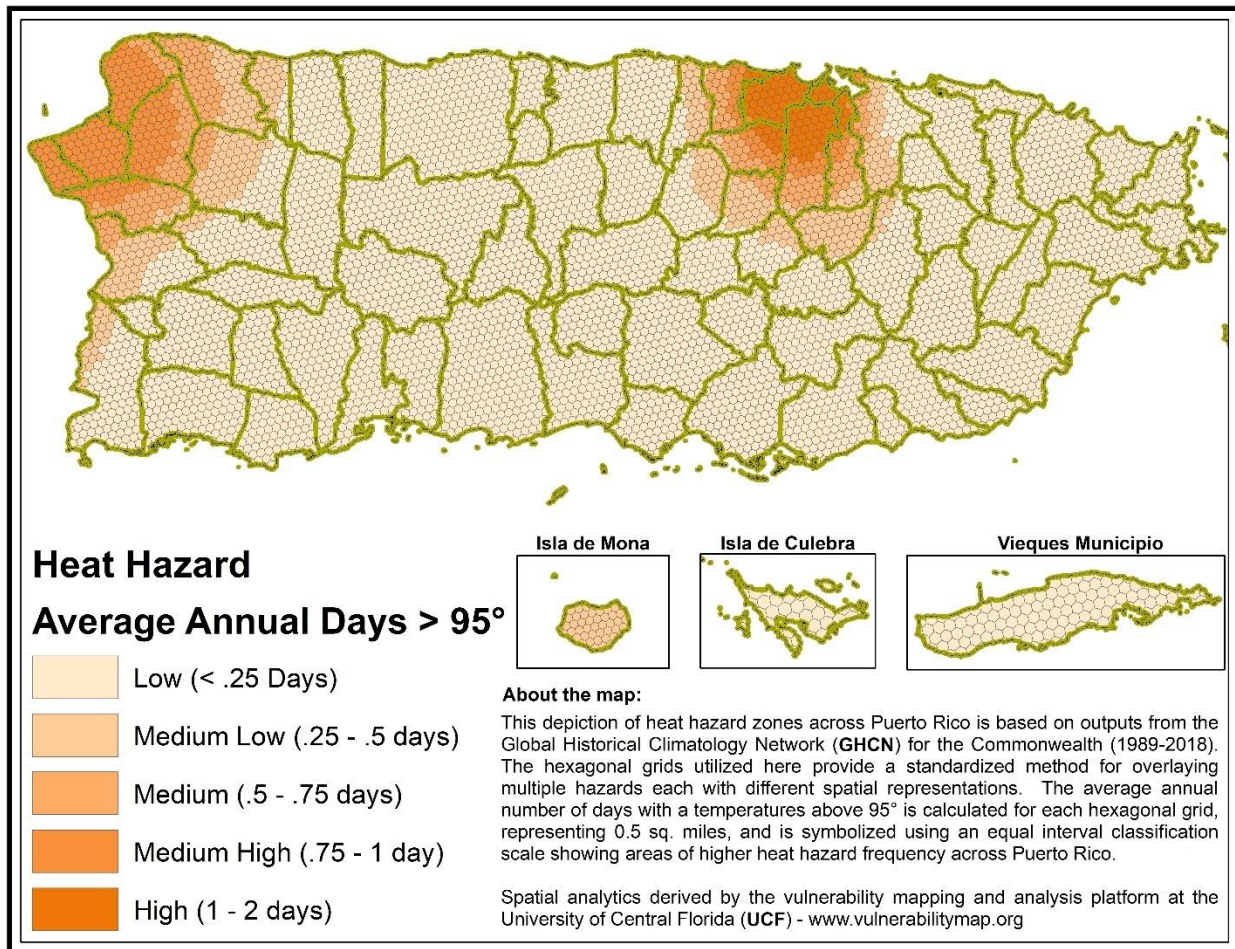 Heat Hazard
Average Annual Days > 95°
Low (< .25 Days)
Medium Low (.25 - .5 days)
Medium (.5 - .75 days)
Medium High (.75 - 1 day)
High (1 - 2 days)
Isla de Mona
Isla de Culebra
Vieques Municipio
About the map:
This depiction of heat hazard zones across Puerto Rico is based on outputs from the
Global Historical Climatology Network (GHCN) for the Commonwealth (1989-2018).
The hexagonal grids utilized here provide a standardized method for overlaying
multiple hazards each with different spatial representations. The average annual
number of days with a temperatures above 95° is calculated for each hexagonal grid,
representing 0.5 sq. miles, and is symbolized using an equal interval classification
scale showing areas of higher heat hazard frequency across Puerto Rico.
Spatial analytics derived by the vulnerability mapping and analysis platform at the
University of Central Florida (UCF) - www.vulnerabilitymap.org